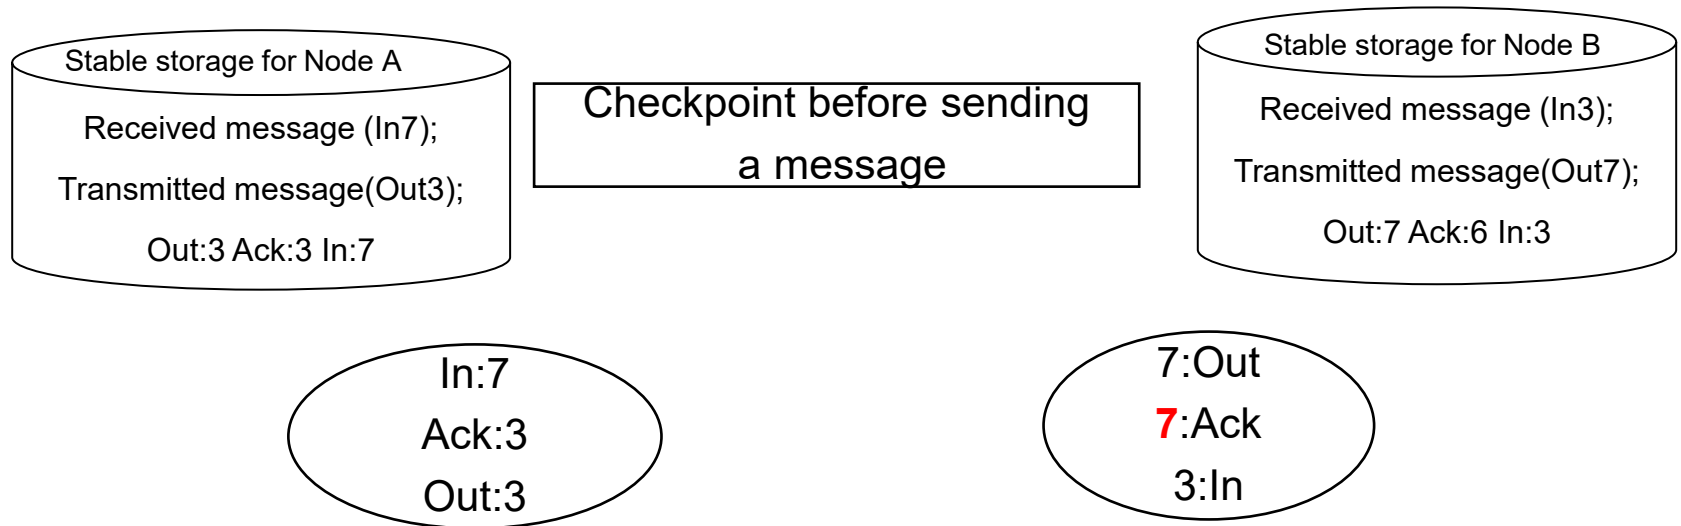 Stable storage for Node A
Received message (In7);
Transmitted message(Out3);
Out:3 Ack:3 In:7
Checkpoint before sending
a message
Stable storage for Node B
Received message (In3);
Transmitted message(Out7);
Out:7 Ack:6 In:3
In:7
Ack:3
Out:3
7:Out
7:Ack
3:In